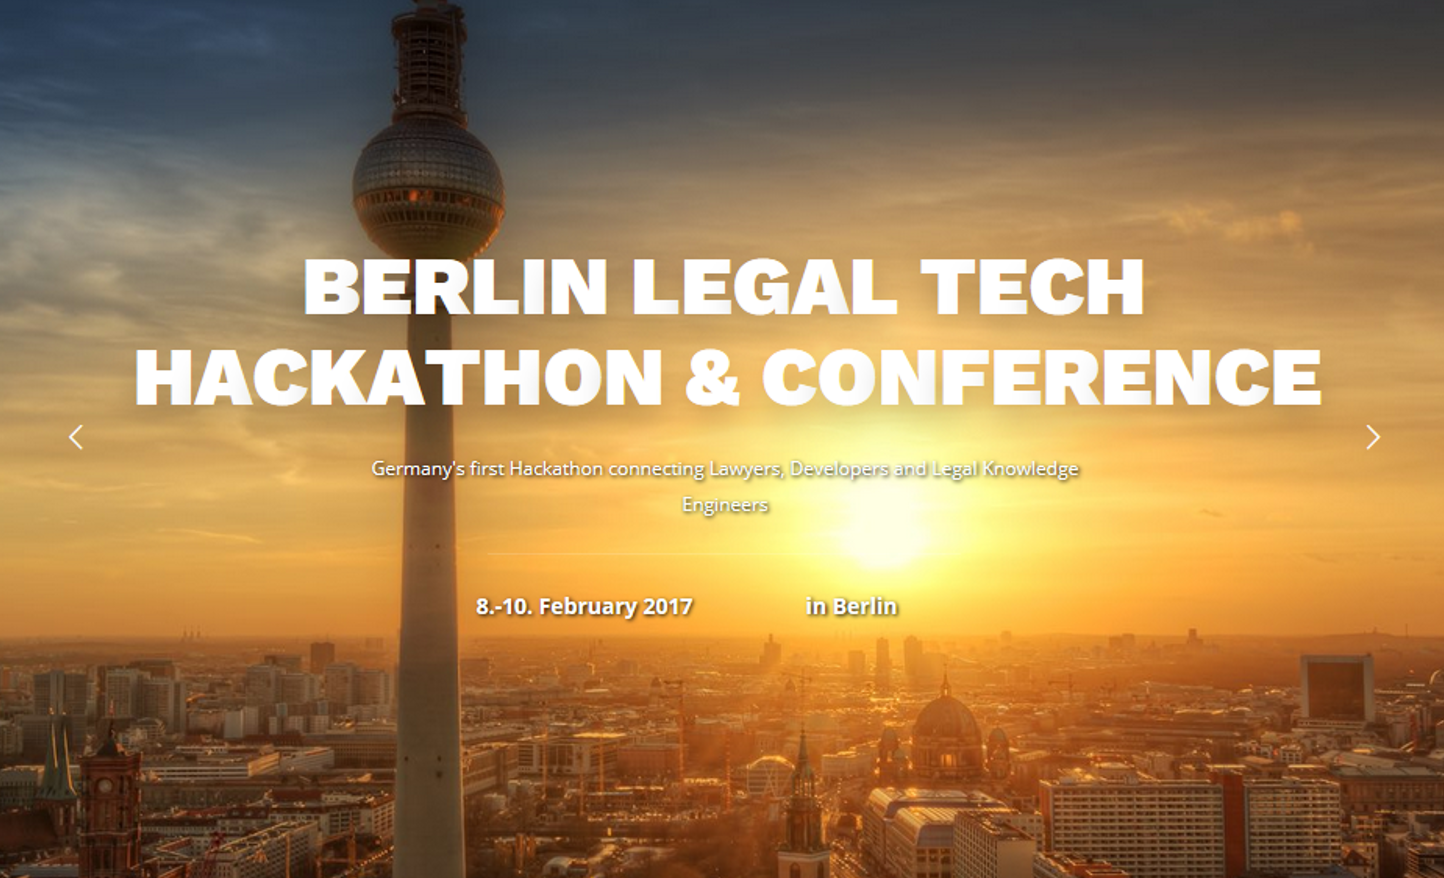 BERLIN LEGAL TECH
HACKATHON & CONFERENCE
Germany's first Hackathon connecting Lawyers, Developers and Legal Knowledge
Engineers
8.-10. February 2017 in Berlin